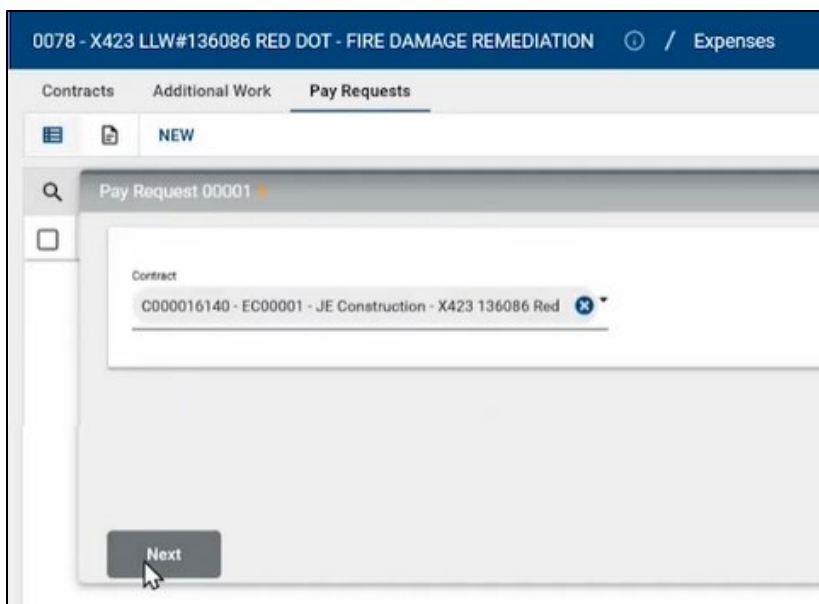 0078 - X423 LLW#136086 RED DOT - FIRE DAMAGE REMEDIATION / Expenses
Contracts Additional Work Pay Requests
NEW
Pay Request 00001
Contract
C000016140 - EC00001 - JE Construction - X423 136086 Red
Next